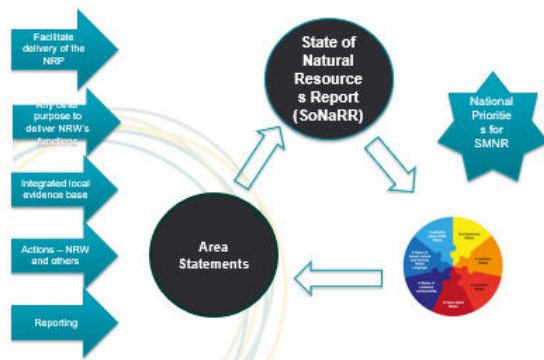 Facilitate
delivery of the
NRP
Any other
purpose to
deliver NRW's
functions
Integrated local
evidence base
Actions – NRW
and others
Reporting
State of
Natural
Resource
s Report
(SoNaRR)
Area
Statements
National
Prioritie
s for
SMNR